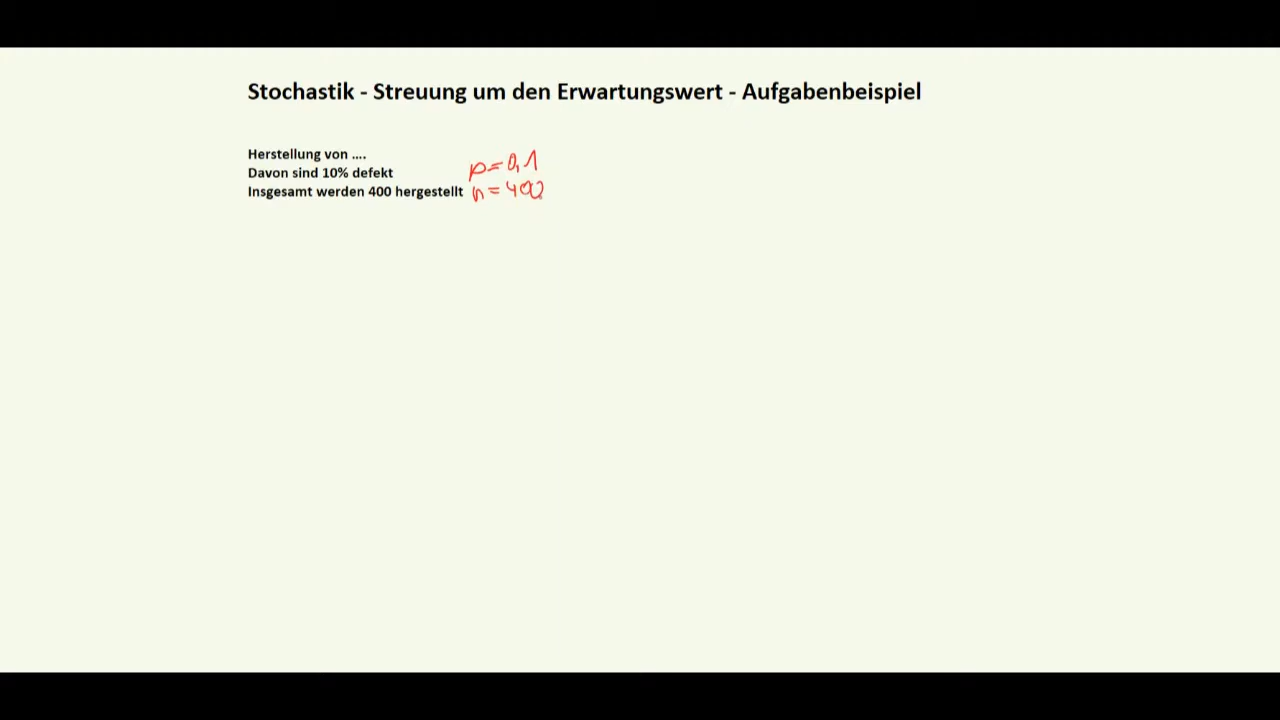 Stochastik - Streuung um den Erwartungswert - Aufgabenbeispiel
Herstellung von ....
Davon sind 10% defekt p = 0,1
Insgesamt werden 400 hergestellt n = 400